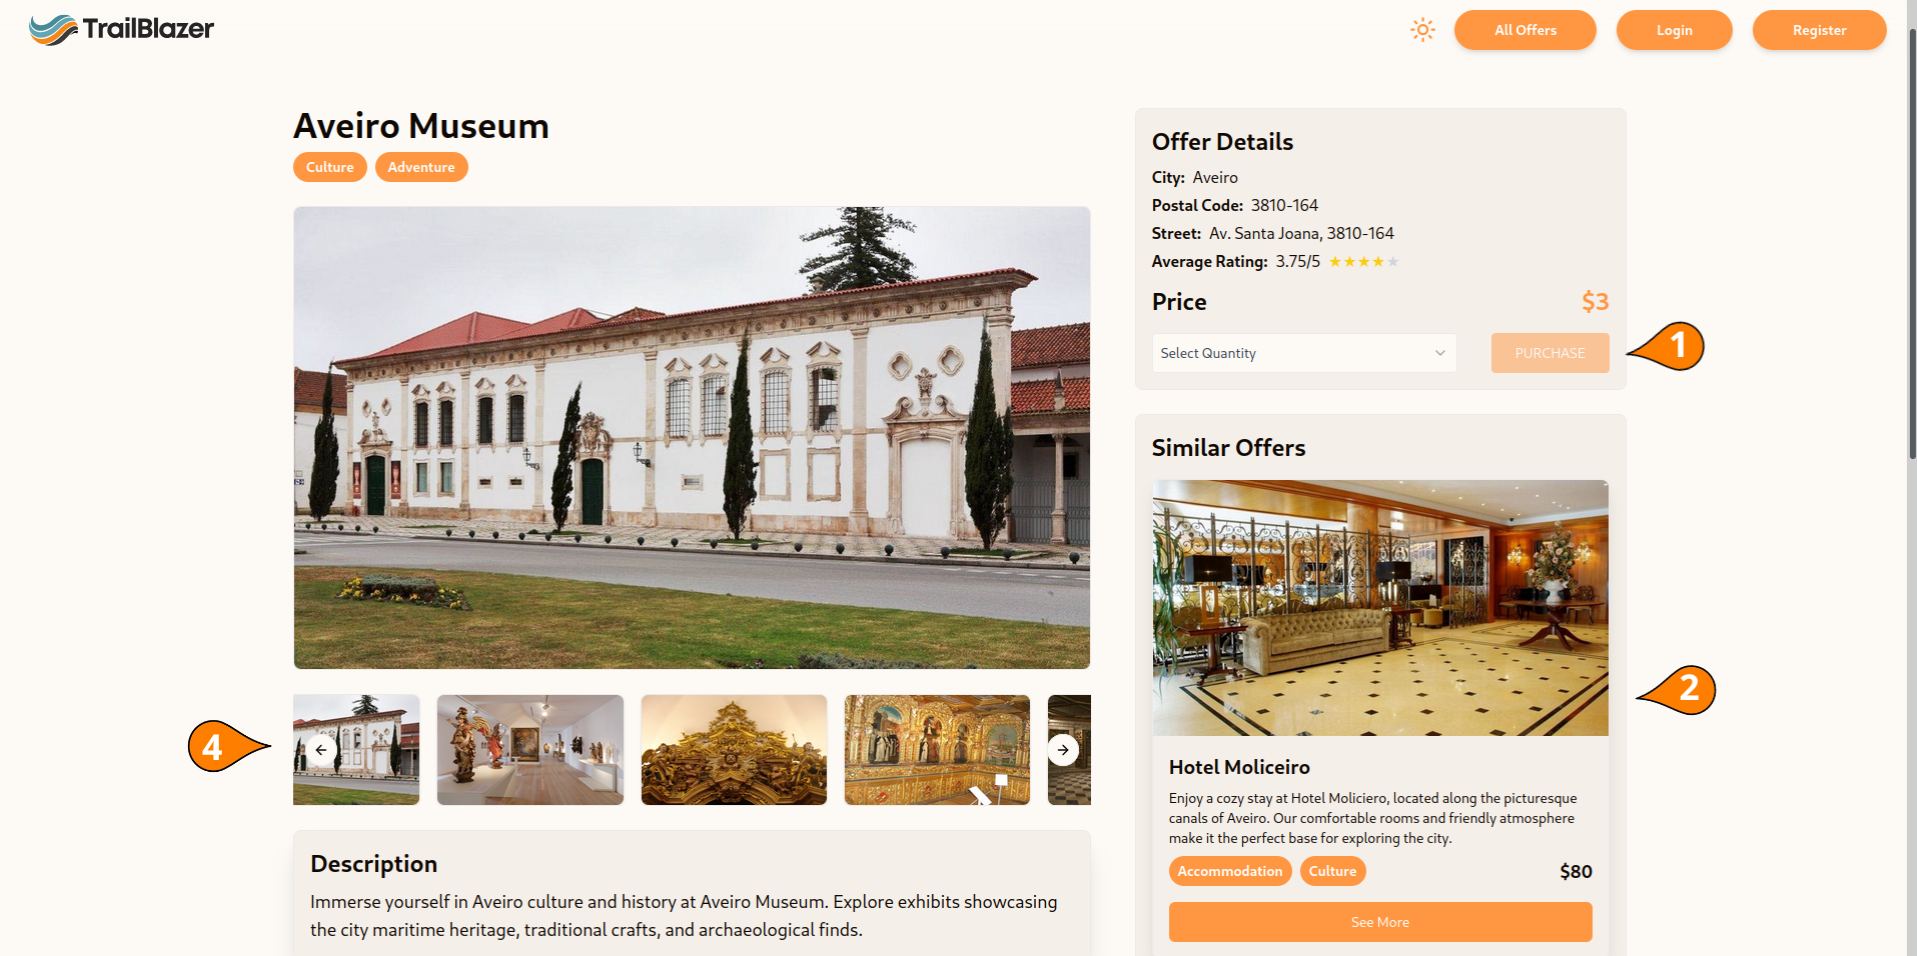 TrailBlazer
All Offers
Login
Register
Aveiro Museum
Culture
Adventure
Offer Details
City: Aveiro
Postal Code: 3810-164
Street: Av. Santa Joana, 3810-164
Average Rating: 3.75/5
Price
$3
Select Quantity
PURCHASE
1
Similar Offers
2
4
Hotel Moliceiro
Enjoy a cozy stay at Hotel Moliciero, located along the picturesque
canals of Aveiro. Our comfortable rooms and friendly atmosphere
make it the perfect base for exploring the city.
Accommodation
Culture
$80
See More
Description
Immerse yourself in Aveiro culture and history at Aveiro Museum. Explore exhibits showcasing
the city maritime heritage, traditional crafts, and archaeological finds.